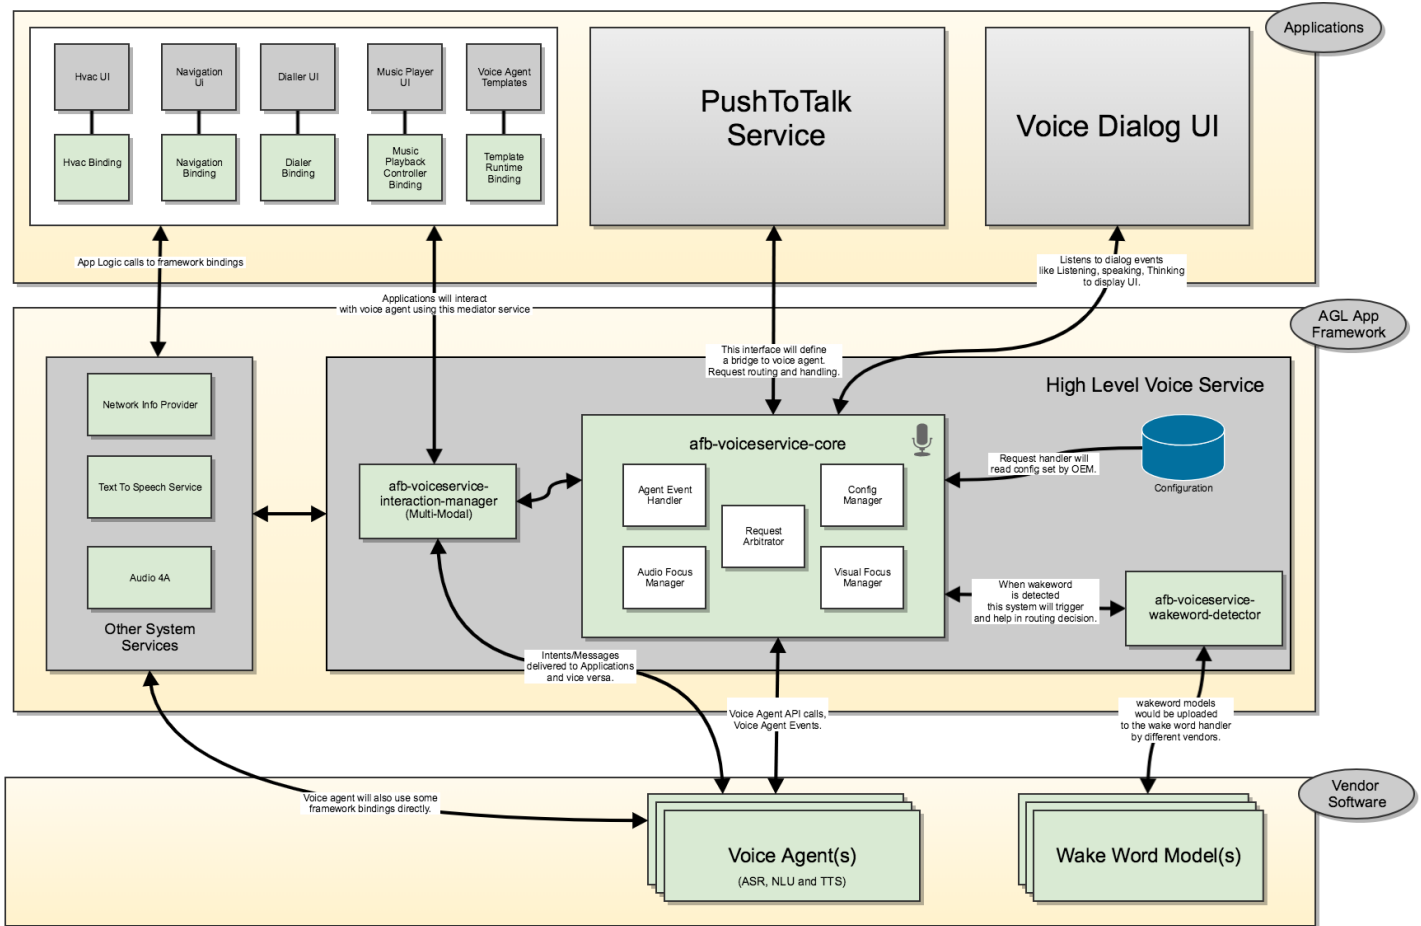 Applications
Hvac UI
Navigation
Ui
Dialler UI
Music Player
UI
Voice Agent
Templates
Hvac Binding
Navigation
Binding
Dialer
Binding
Music
Playback
Controller
Binding
Template
Runtime
Binding
PushToTalk
Service
Voice Dialog UI
App Logic calls to framework bindings
Applications will interact
with voice agent using this mediator service
This interface will define
a bridge to voice agent.
Request routing and handling.
Listens to dialog events
like Listening, speaking, Thinking
to display UI.
AGL App
Framework
Network Info Provider
Text To Speech Service
Audio 4A
Other System
Services
High Level Voice Service
afb-voiceservice-
interaction-manager
(Multi-Modal)
afb-voiceservice-core
Agent Event
Handler
Config
Manager
Request
Arbitrator
Audio Focus
Manager
Visual Focus
Manager
Request handler will
read config set by OEM.
Configuration
When wakeword
is detected
this system will trigger
and help in routing decision.
afb-voiceservice-
wakeword-detector
Intents/Messages
delivered to Applications
and vice versa.
Voice Agent API calls,
Voice Agent Events.
wakeword models
would be uploaded
to the wake word handler
by different vendors.
Vendor
Software
Voice agent will also use some
framework bindings directly.
Voice Agent(s)
(ASR, NLU and TTS)
Wake Word Model(s)